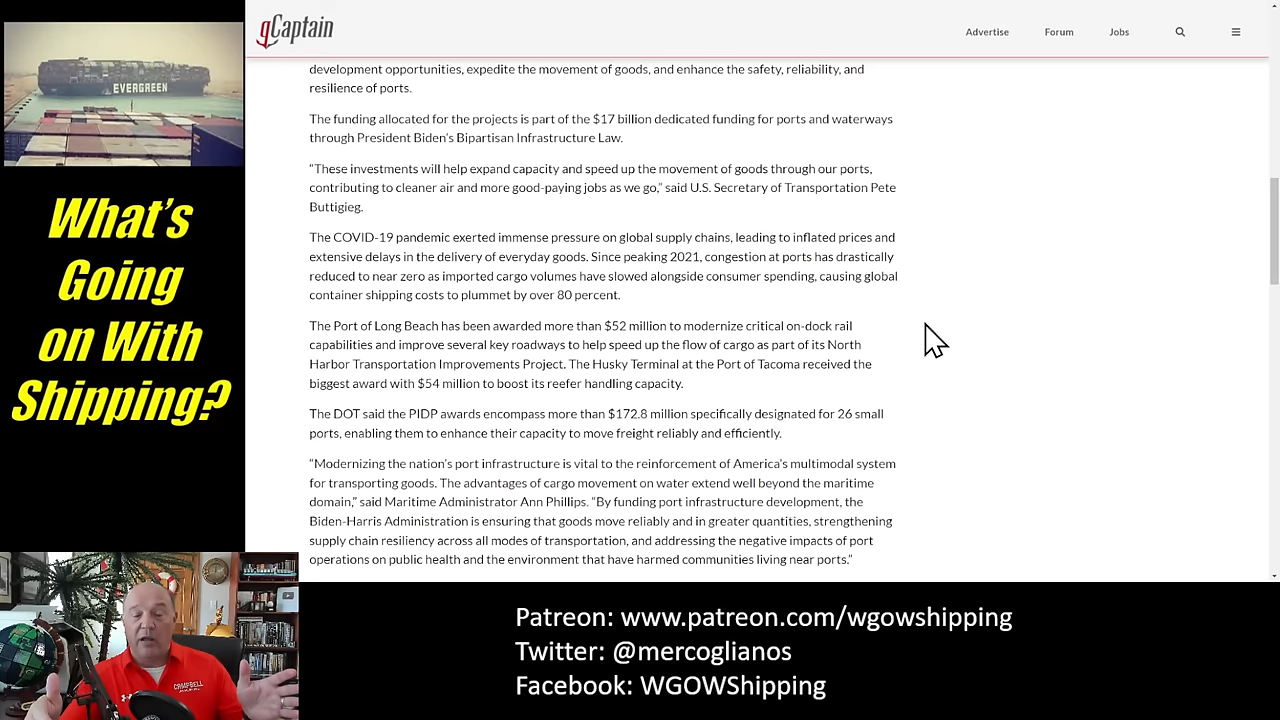 gCaptain
Advertise
Forum
Jobs
EVERGREEN
What's
Going
on With
Shipping?
development opportunities, expedite the movement of goods, and enhance the safety, reliability, and
resilience of ports.
The funding allocated for the projects is part of the $17 billion dedicated funding for ports and waterways
through President Biden's Bipartisan Infrastructure Law.
“These investments will help expand capacity and speed up the movement of goods through our ports,
contributing to cleaner air and more good-paying jobs as we go,” said U.S. Secretary of Transportation Pete
Buttigieg.
The COVID-19 pandemic exerted immense pressure on global supply chains, leading to inflated prices and
extensive delays in the delivery of everyday goods. Since peaking 2021, congestion at ports has drastically
reduced to near zero as imported cargo volumes have slowed alongside consumer spending, causing global
container shipping costs to plummet by over 80 percent.
The Port of Long Beach has been awarded more than $52 million to modernize critical on-dock rail
capabilities and improve several key roadways to help speed up the flow of cargo as part of its North
Harbor Transportation Improvements Project. The Husky Terminal at the Port of Tacoma received the
biggest award with $54 million to boost its reefer handling capacity.
The DOT said the PIDP awards encompass more than $172.8 million specifically designated for 26 small
ports, enabling them to enhance their capacity to move freight reliably and efficiently.
“Modernizing the nation's port infrastructure is vital to the reinforcement of America's multimodal system
for transporting goods. The advantages of cargo movement on water extend well beyond the maritime
domain,” said Maritime Administrator Ann Phillips. “By funding port infrastructure development, the
Biden-Harris Administration is ensuring that goods move reliably and in greater quantities, strengthening
supply chain resiliency across all modes of transportation, and addressing the negative impacts of port
operations on public health and the environment that have harmed communities living near ports.”
CAMPBELL
Patreon: www.patreon.com/wgowshipping
Twitter: @mercoglianos
Facebook: WGOWShipping